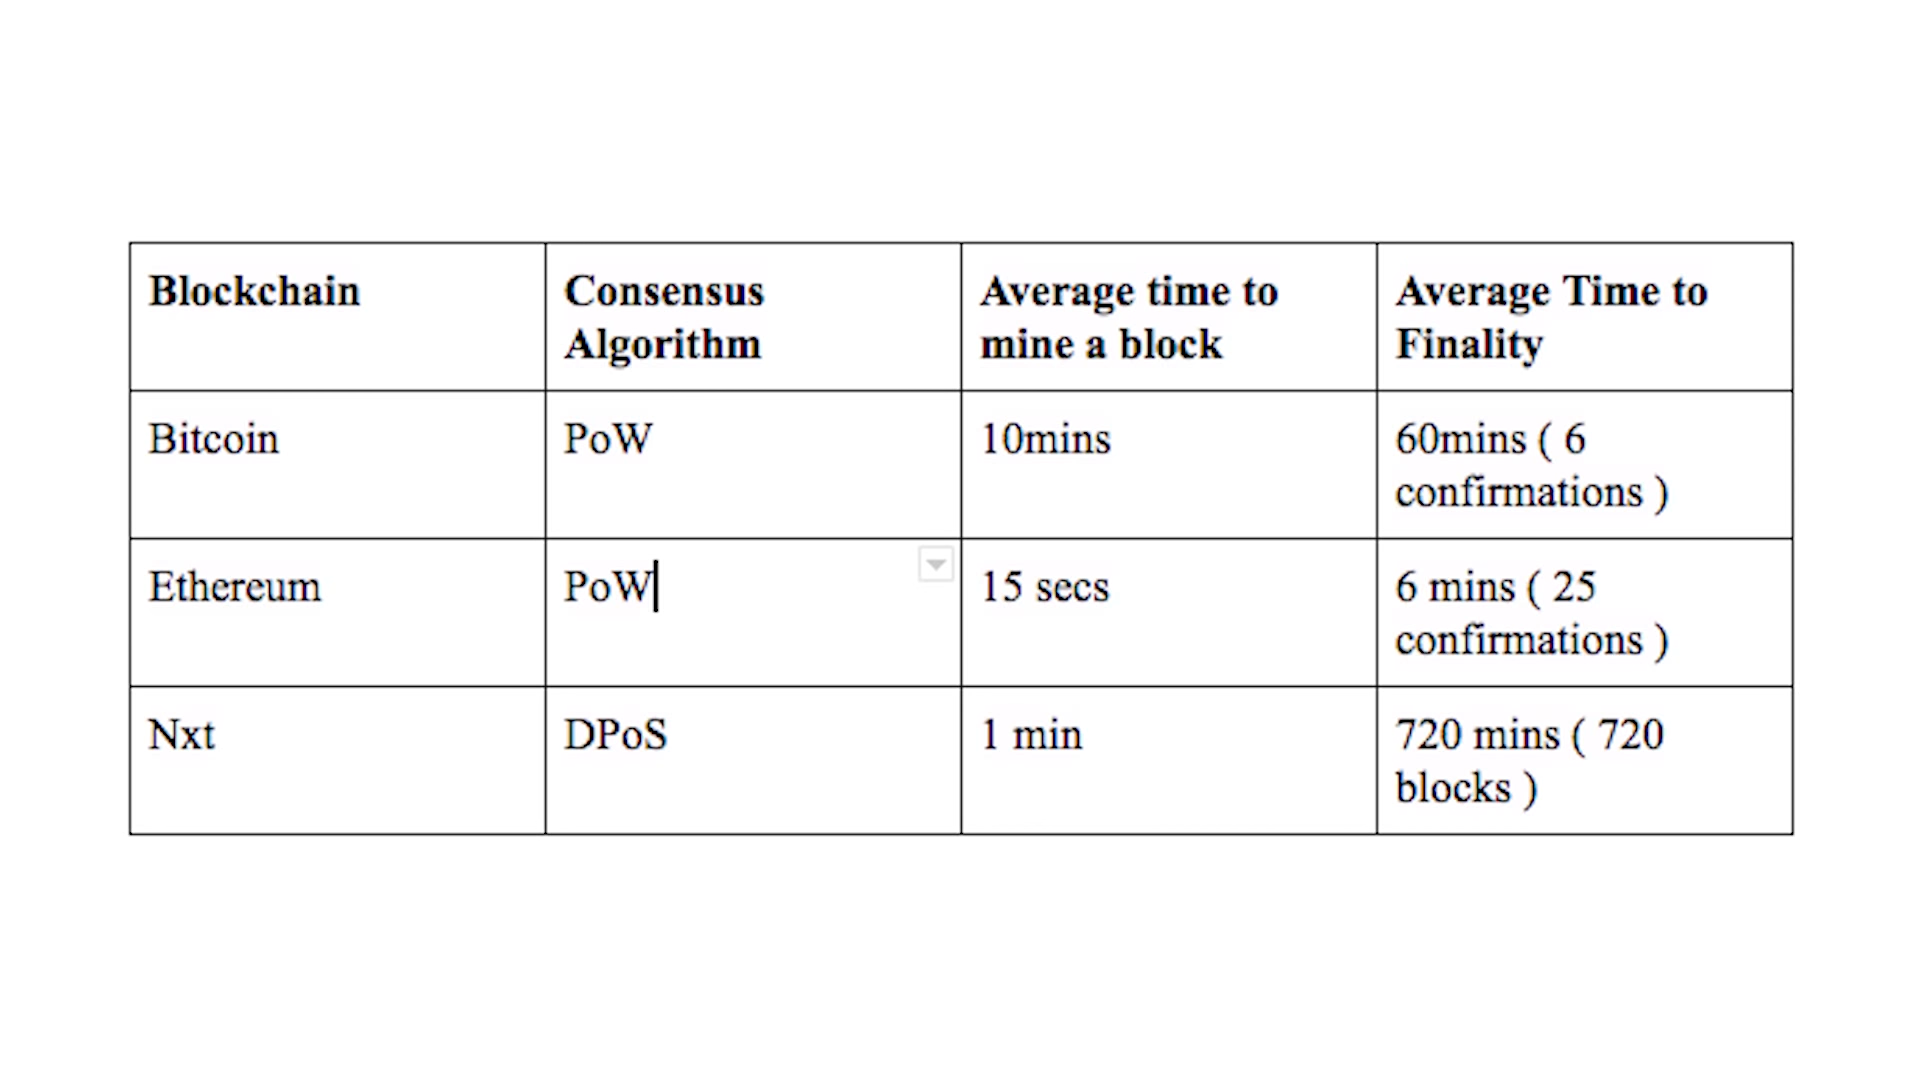 Blockchain
Consensus
Algorithm
Average time to
mine a block
Average Time to
Finality
Bitcoin
PoW
10mins
60mins ( 6
confirmations )
Ethereum
PoW
15 secs
6 mins ( 25
confirmations )
Nxt
DPoS
1 min
720 mins ( 720
blocks )